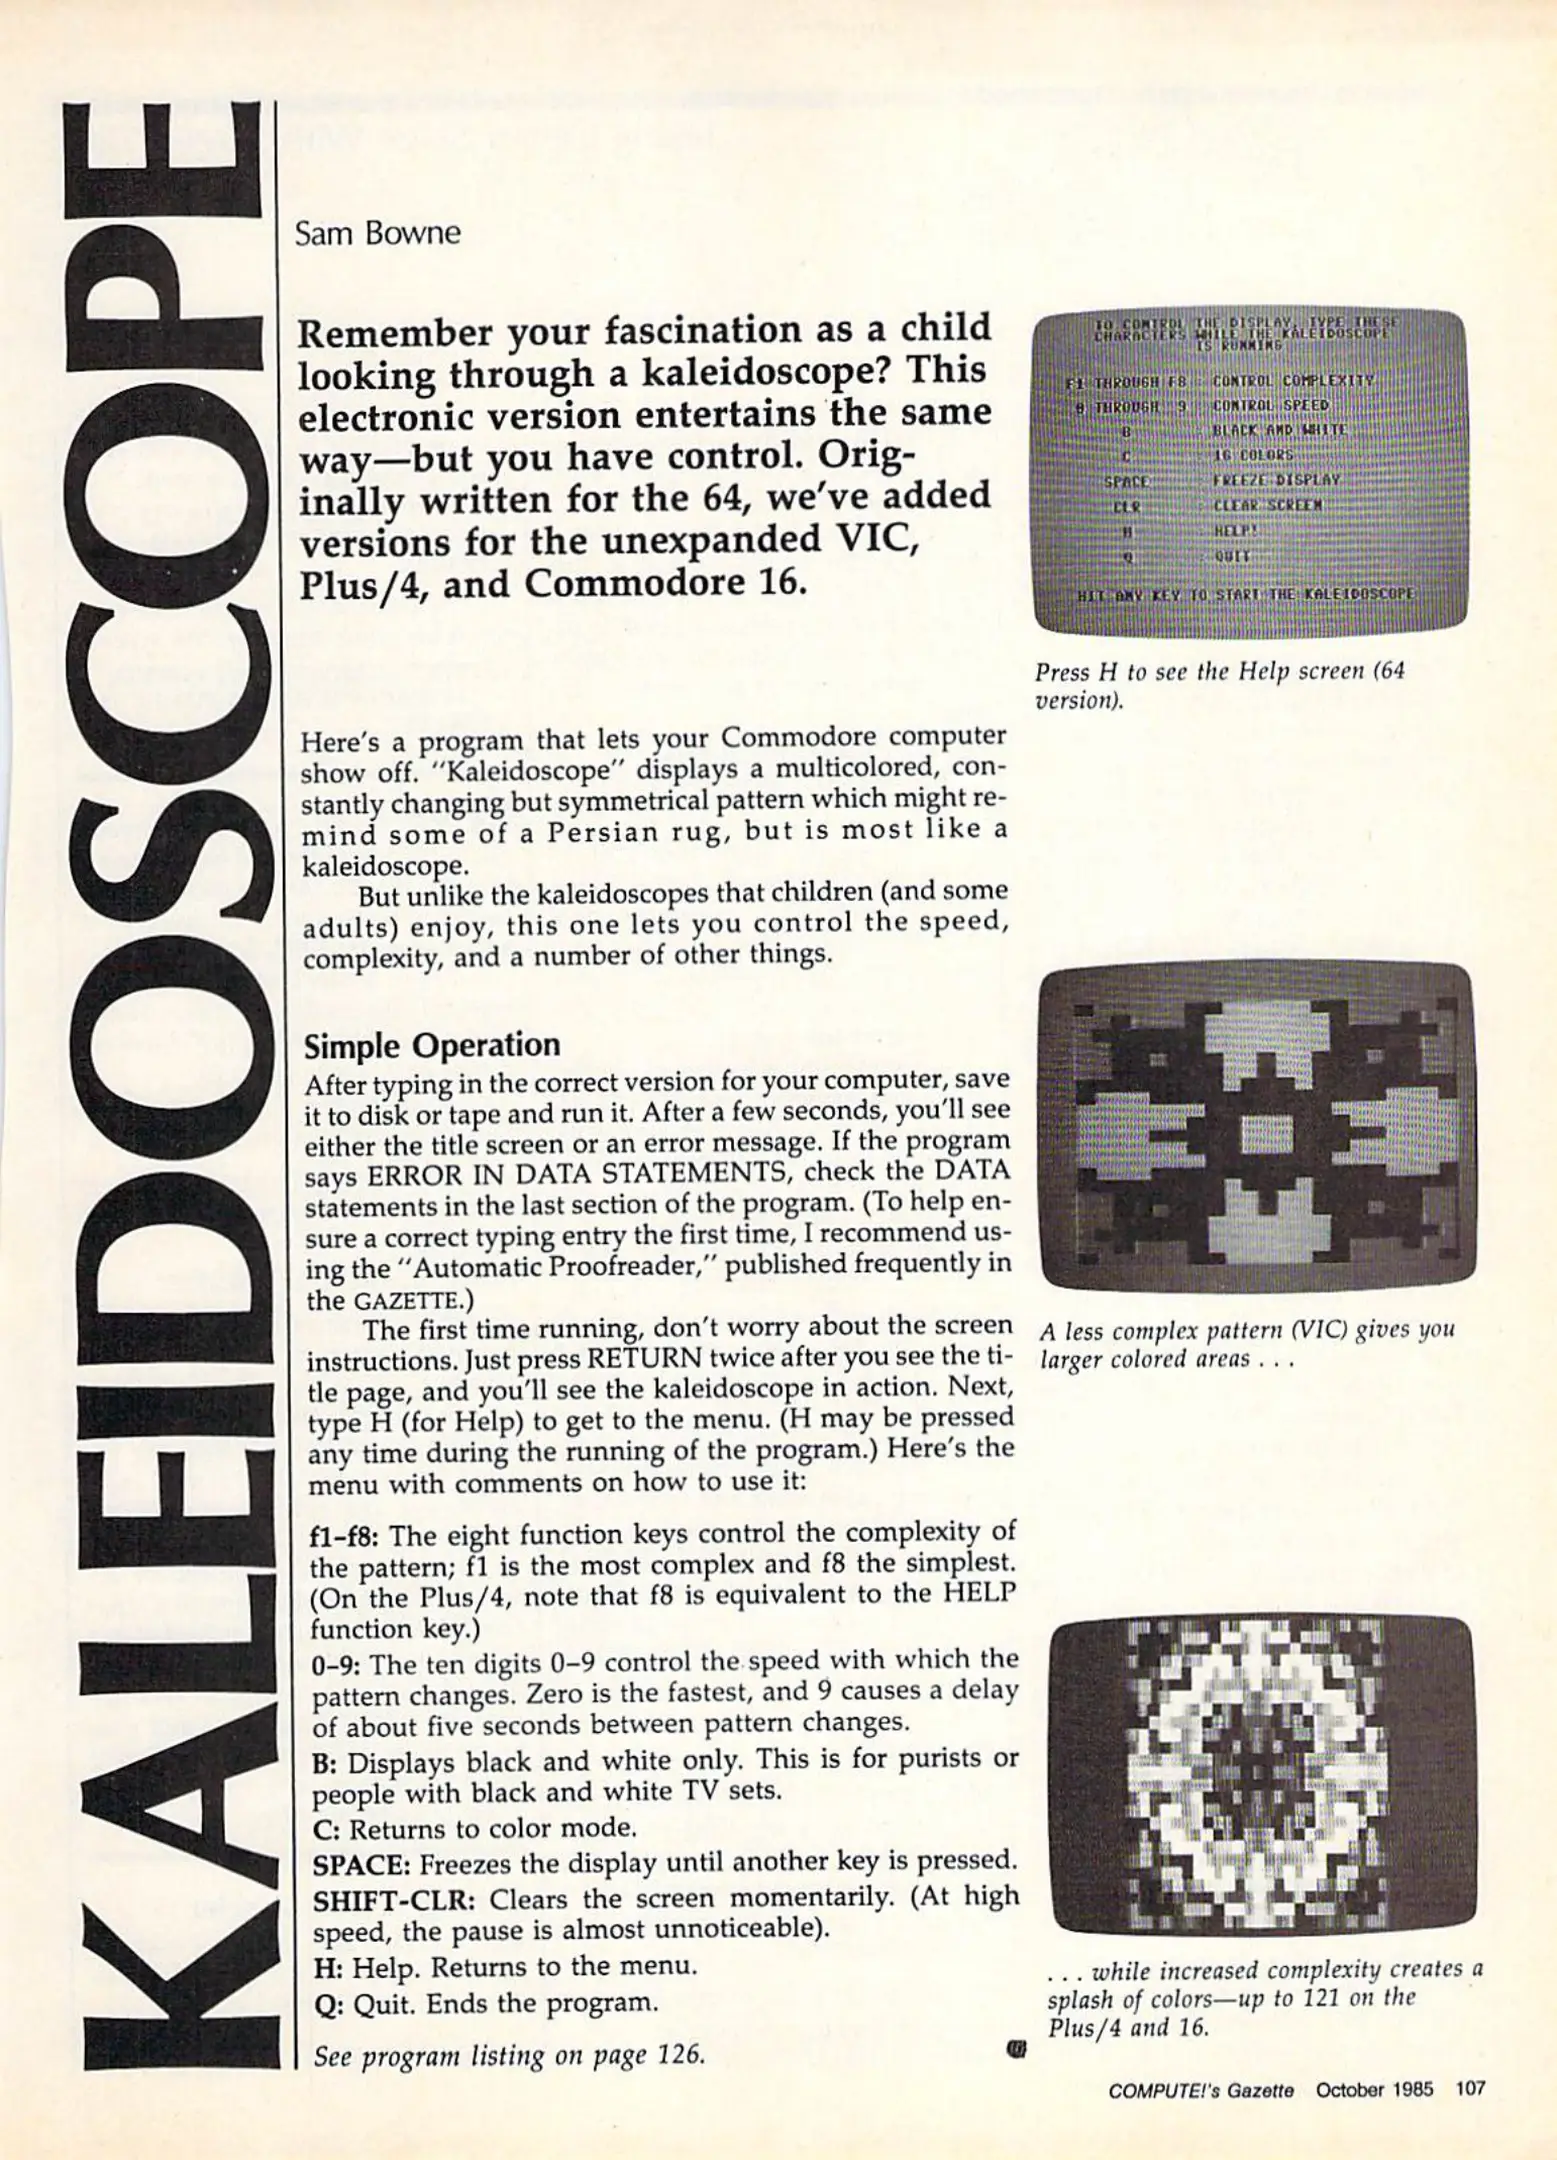 KALEIDOSCOPE
Sam Bowne
Remember your fascination as a child
looking through a kaleidoscope? This
electronic version entertains the same
way—but you have control. Orig-
inally written for the 64, we've added
versions for the unexpanded VIC,
Plus/4, and Commodore 16.
Here's a program that lets your Commodore computer
show off. "Kaleidoscope" displays a multicolored, con-
stantly changing but symmetrical pattern which might re-
mind some of a Persian rug, but is most like a
kaleidoscope.
But unlike the kaleidoscopes that children (and some
adults) enjoy, this one lets you control the speed,
complexity, and a number of other things.
Simple Operation
After typing in the correct version for your computer, save
it to disk or tape and run it. After a few seconds, you'll see
either the title screen or an error message. If the program
says ERROR IN DATA STATEMENTS, check the DATA
statements in the last section of the program. (To help en-
sure a correct typing entry the first time, I recommend us-
ing the "Automatic Proofreader," published frequently in
the GAZETTE.)
The first time running, don't worry about the screen
instructions. Just press RETURN twice after you see the ti-
tle page, and you'll see the kaleidoscope in action. Next,
type H (for Help) to get to the menu. (H may be pressed
any time during the running of the program.) Here's the
menu with comments on how to use it:
f1–f8: The eight function keys control the complexity of
the pattern; f1 is the most complex and f8 the simplest.
(On the Plus/4, note that f8 is equivalent to the HELP
function key.)
0–9: The ten digits 0–9 control the speed with which the
pattern changes. Zero is the fastest, and 9 causes a delay
of about five seconds between pattern changes.
B: Displays black and white only. This is for purists or
people with black and white TV sets.
C: Returns to color mode.
SPACE: Freezes the display until another key is pressed.
SHIFT-CLR: Clears the screen momentarily. (At high
speed, the pause is almost unnoticeable).
H: Help. Returns to the menu.
Q: Quit. Ends the program.
See program listing on page 126.
TO CONTROL THE DISPLAY, TYPE THESE
CHARACTERS WHILE THE KALEIDOSCOPE
IS RUNNING
F1 THROUGH F8 : CONTROL COMPLEXITY
0 THROUGH 9 : CONTROL SPEED
B : BLACK AND WHITE
C : 16 COLORS
SPACE : FREEZE DISPLAY
CLR : CLEAR SCREEN
H : HELP!
Q : QUIT
HIT ANY KEY TO START THE KALEIDOSCOPE
Press H to see the Help screen (64
version).
A less complex pattern (VIC) gives you
larger colored areas . . .
. . . while increased complexity creates a
splash of colors—up to 121 on the
Plus/4 and 16.
COMPUTE!'s Gazette October 1985 107